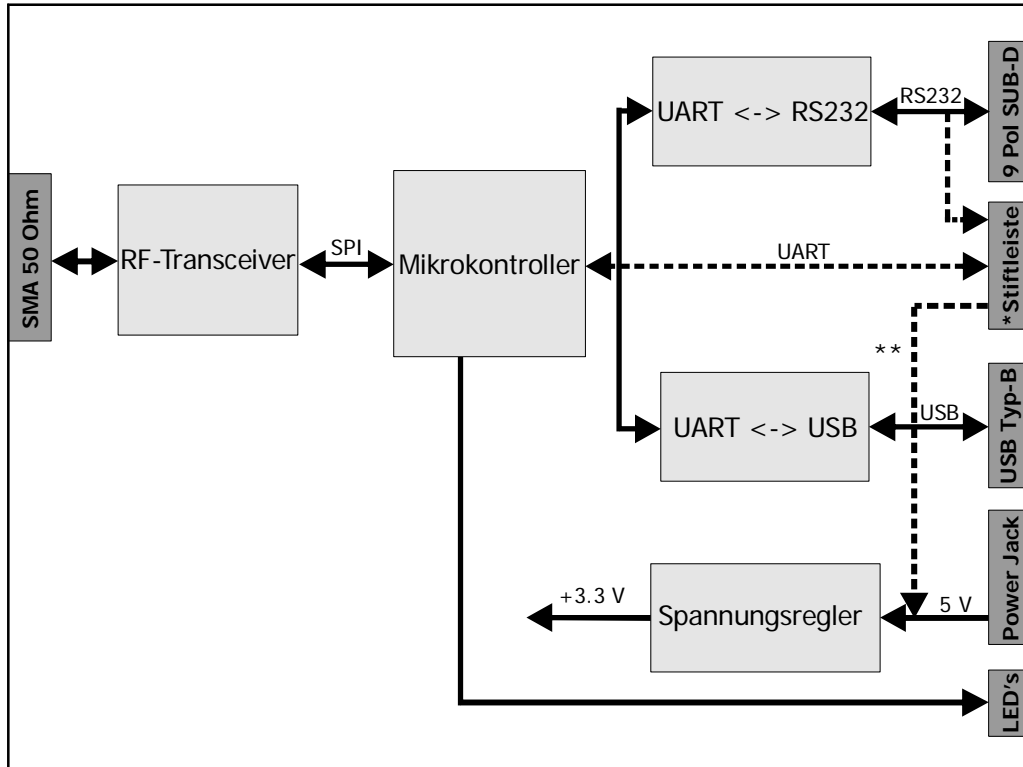 SMA 50 Ohm
RF-Transceiver
SPI
Mikrokontroller
UART <-> RS232
RS232
9 Pol SUB-D
UART
*Stiftleiste
**
UART <-> USB
USB
USB Typ-B
+3.3 V
Spannungsregler
5 V
Power Jack
LED's